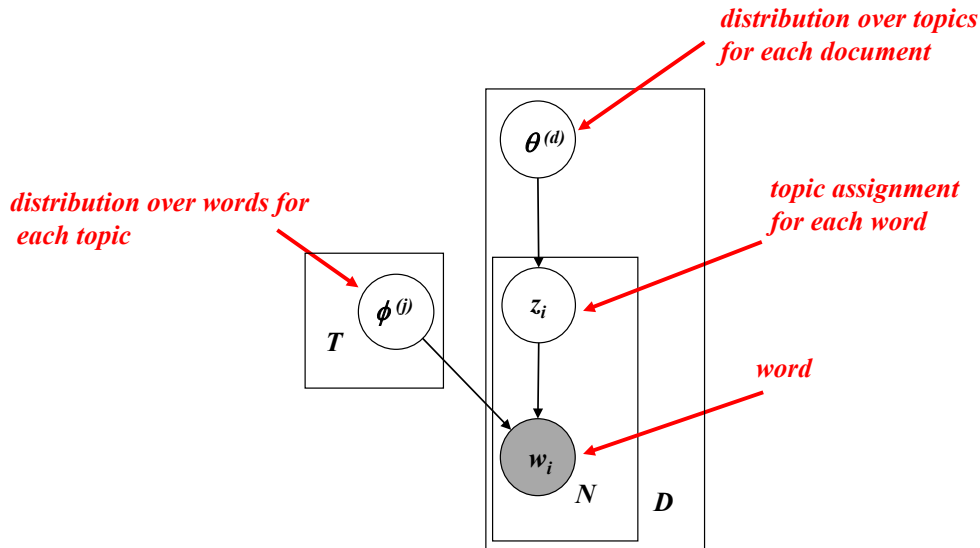 distribution over topics
for each document
θ(d)
distribution over words for
each topic
topic assignment
for each word
zi
ϕ(j)
T
word
wi
N
D